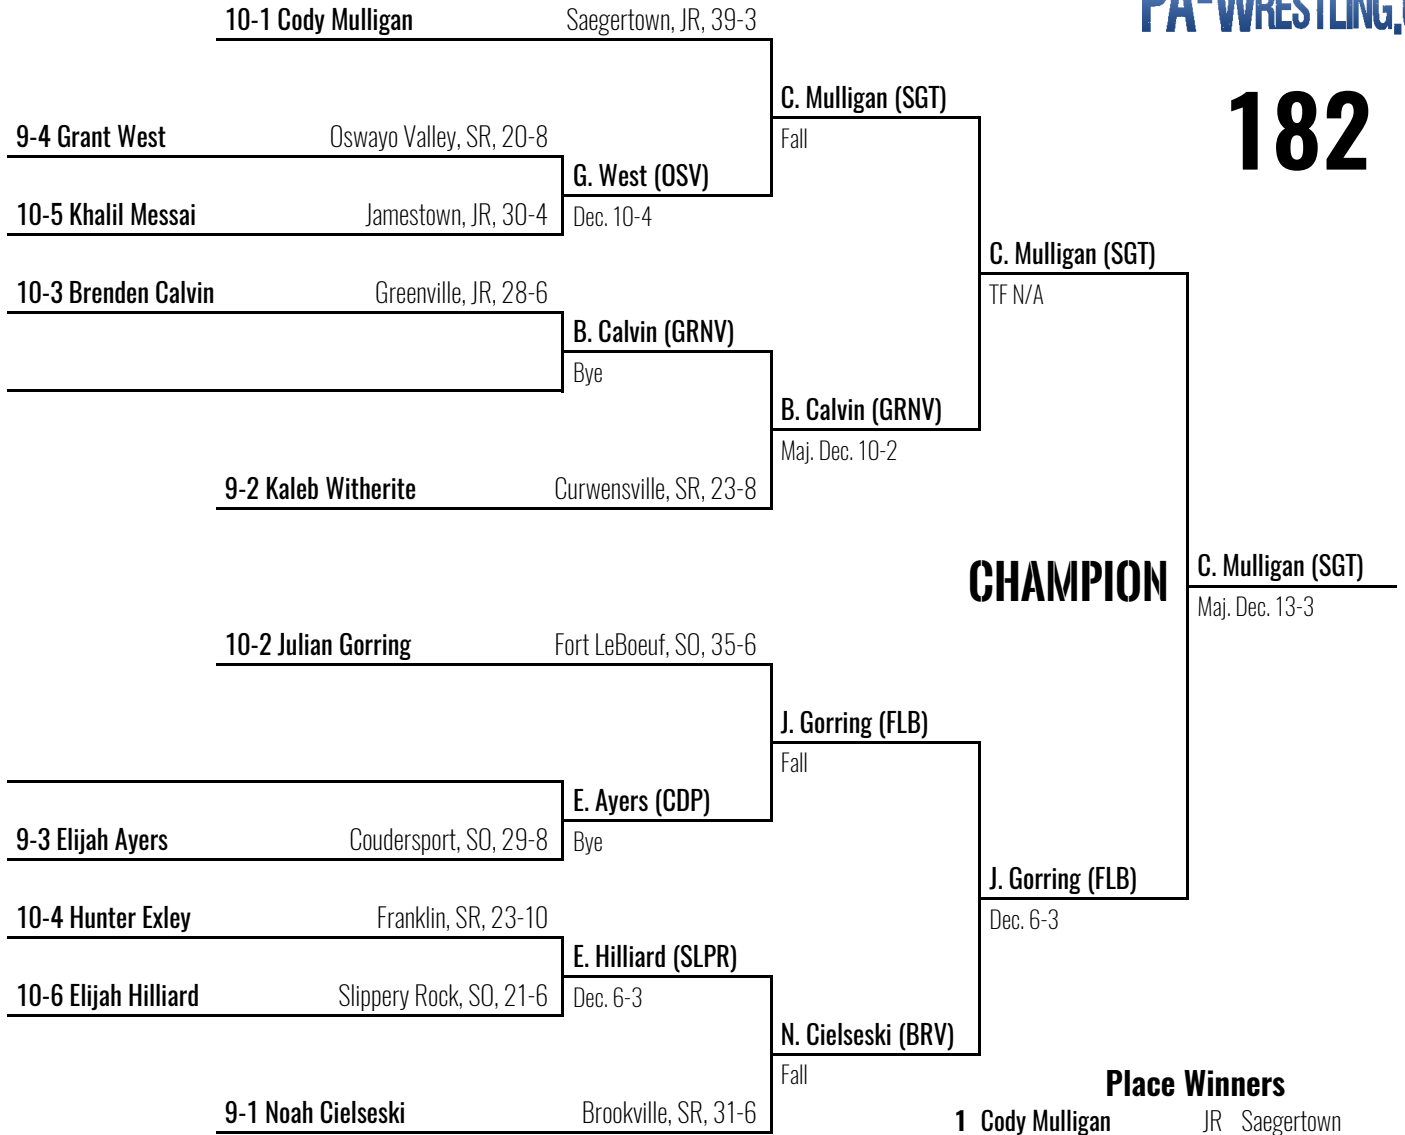 PA-WRESTLING.
10-1 Cody Mulligan Saegertown, JR, 39-3
182
C. Mulligan (SGT)
Fall
9-4 Grant West Oswayo Valley, SR, 20-8
G. West (OSV)
Dec. 10-4
10-5 Khalil Messai Jamestown, JR, 30-4
C. Mulligan (SGT)
TF N/A
10-3 Brenden Calvin Greenville, JR, 28-6
B. Calvin (GRNV)
Bye
B. Calvin (GRNV)
Maj. Dec. 10-2
9-2 Kaleb Witherite Curwensville, SR, 23-8
CHAMPION
C. Mulligan (SGT)
Maj. Dec. 13-3
10-2 Julian Gorring Fort LeBoeuf, SO, 35-6
J. Gorring (FLB)
Fall
E. Ayers (CDP)
Bye
9-3 Elijah Ayers Coudersport, SO, 29-8
J. Gorring (FLB)
Dec. 6-3
10-4 Hunter Exley Franklin, SR, 23-10
E. Hilliard (SLPR)
Dec. 6-3
10-6 Elijah Hilliard Slippery Rock, SO, 21-6
N. Cielseski (BRV)
Fall
9-1 Noah Cielseski Brookville, SR, 31-6
Place Winners
1 Cody Mulligan JR Saegertown